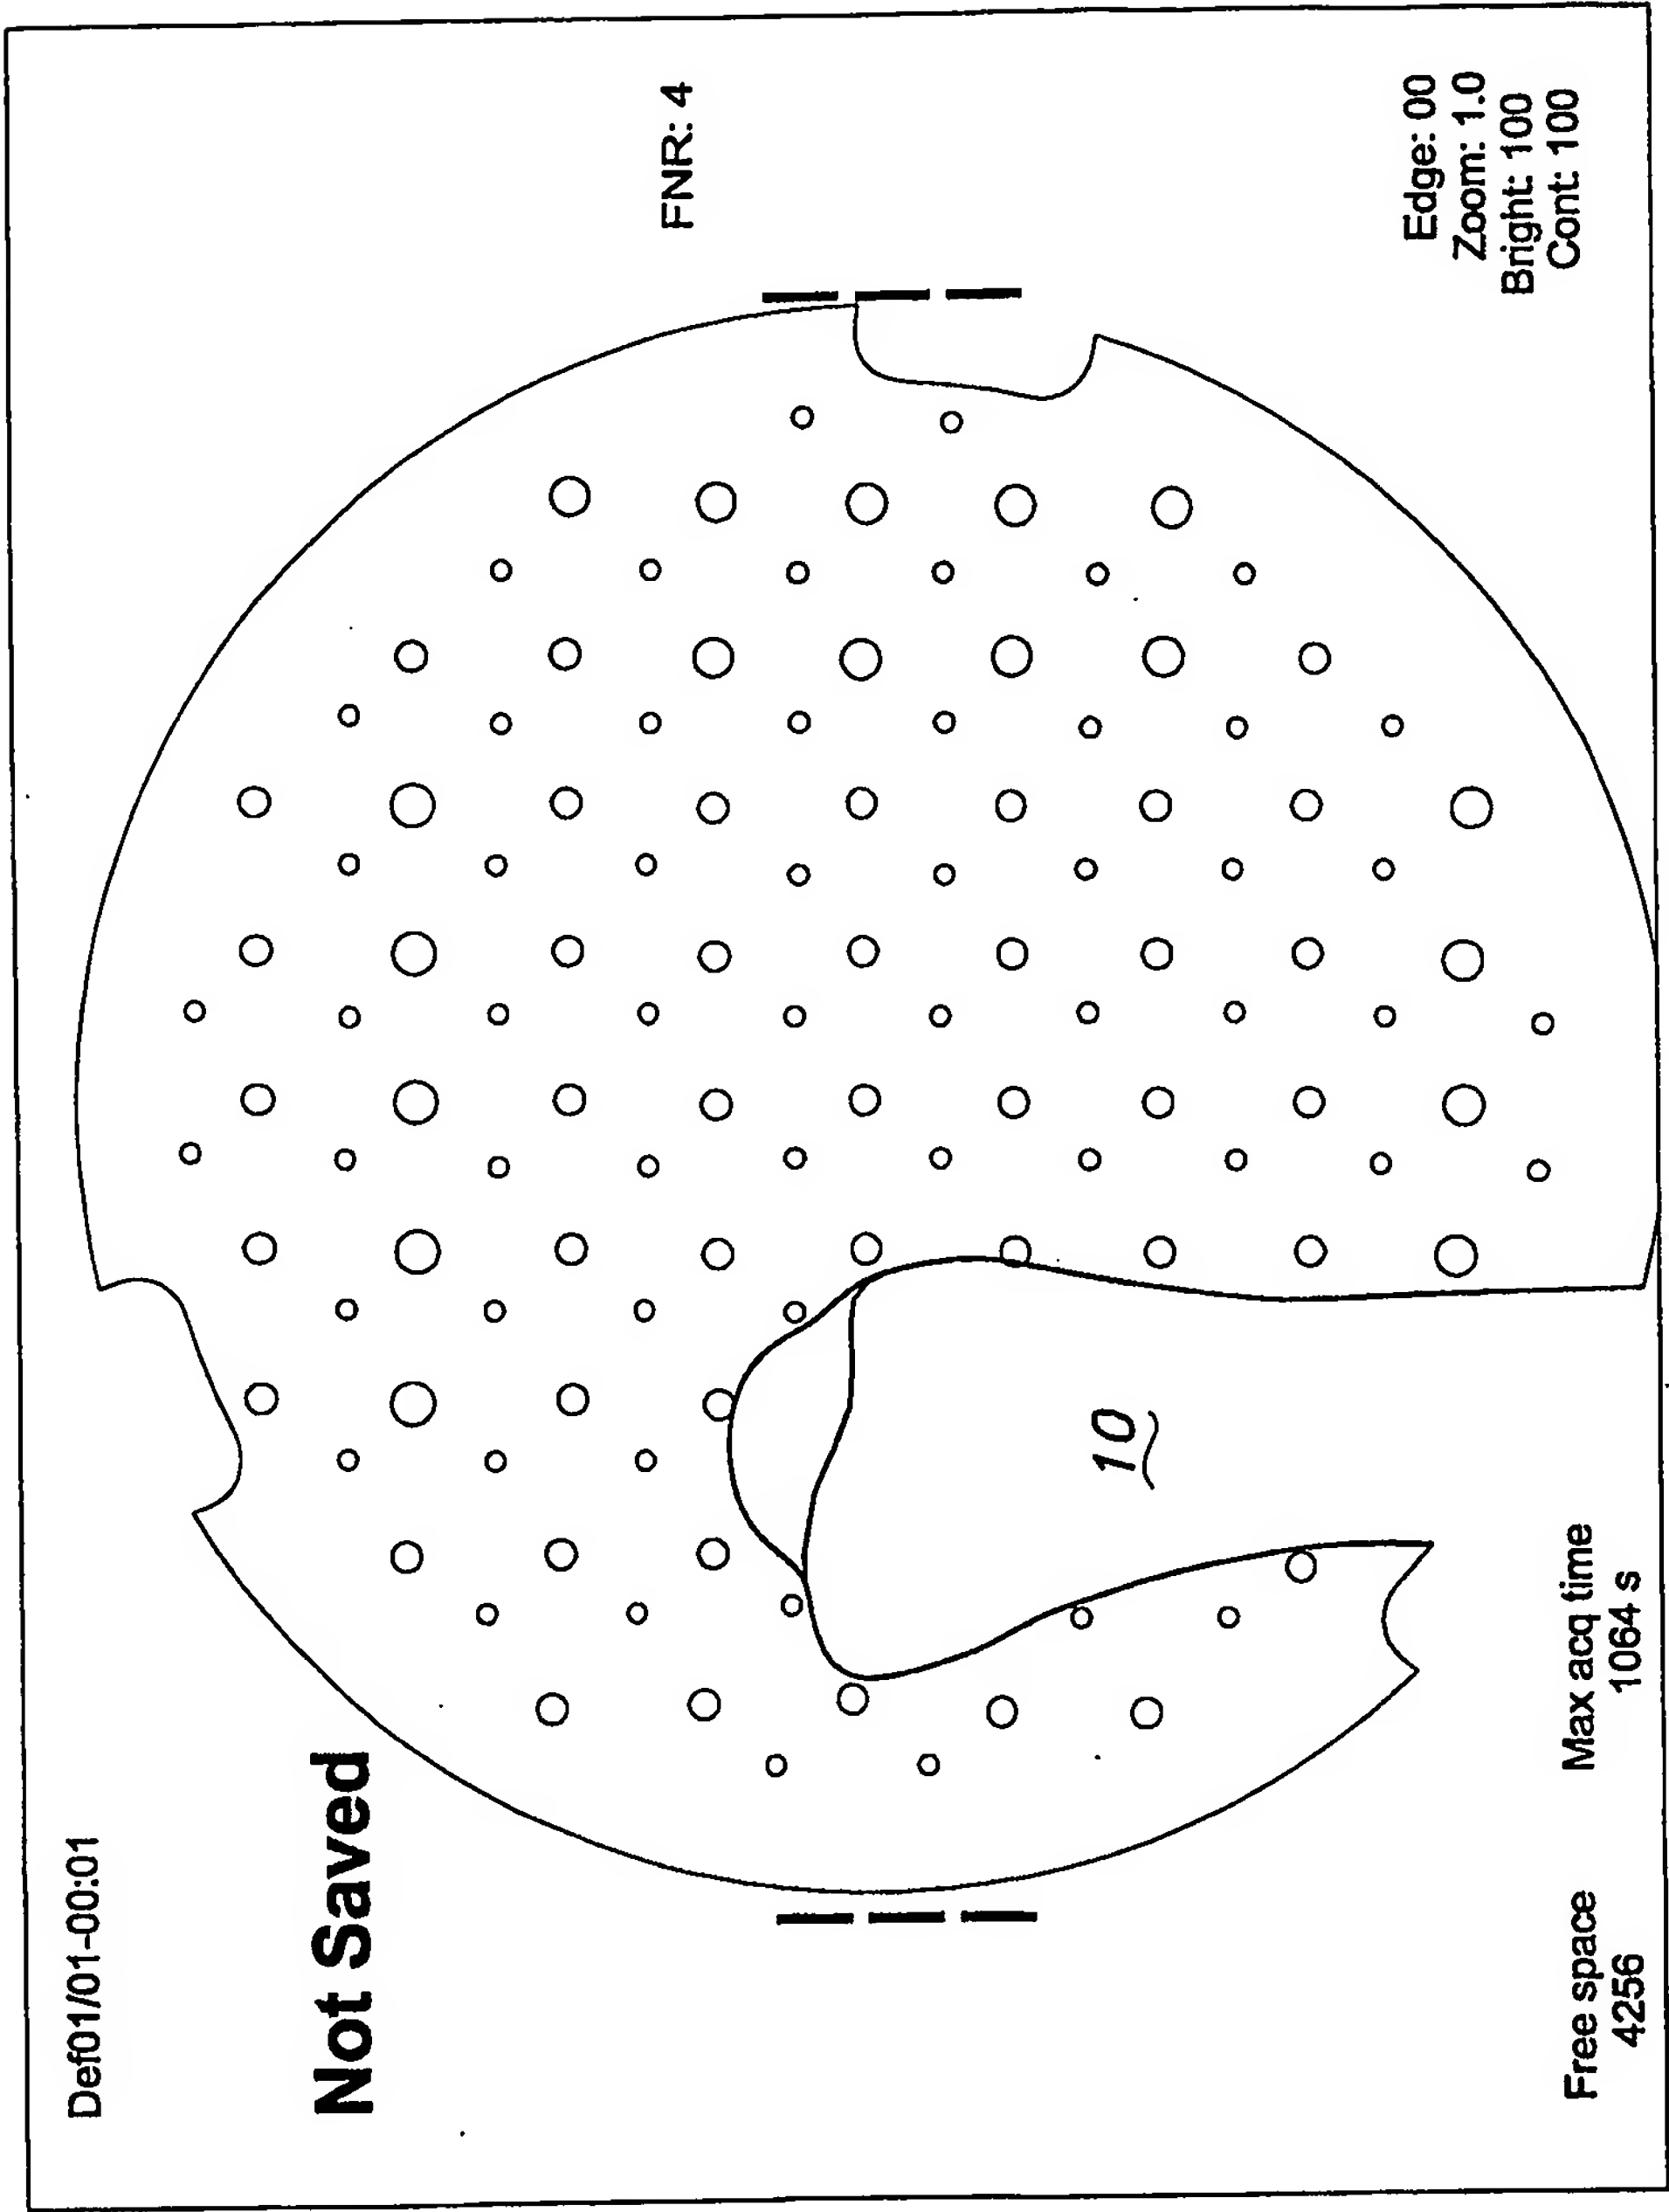 Def01/01-00:01
Not Saved
FNR: 4
10
Edge: 00
Zoom: 1.0
Bright: 100
Cont: 100
Free space
4256
Max acq time
1064 s